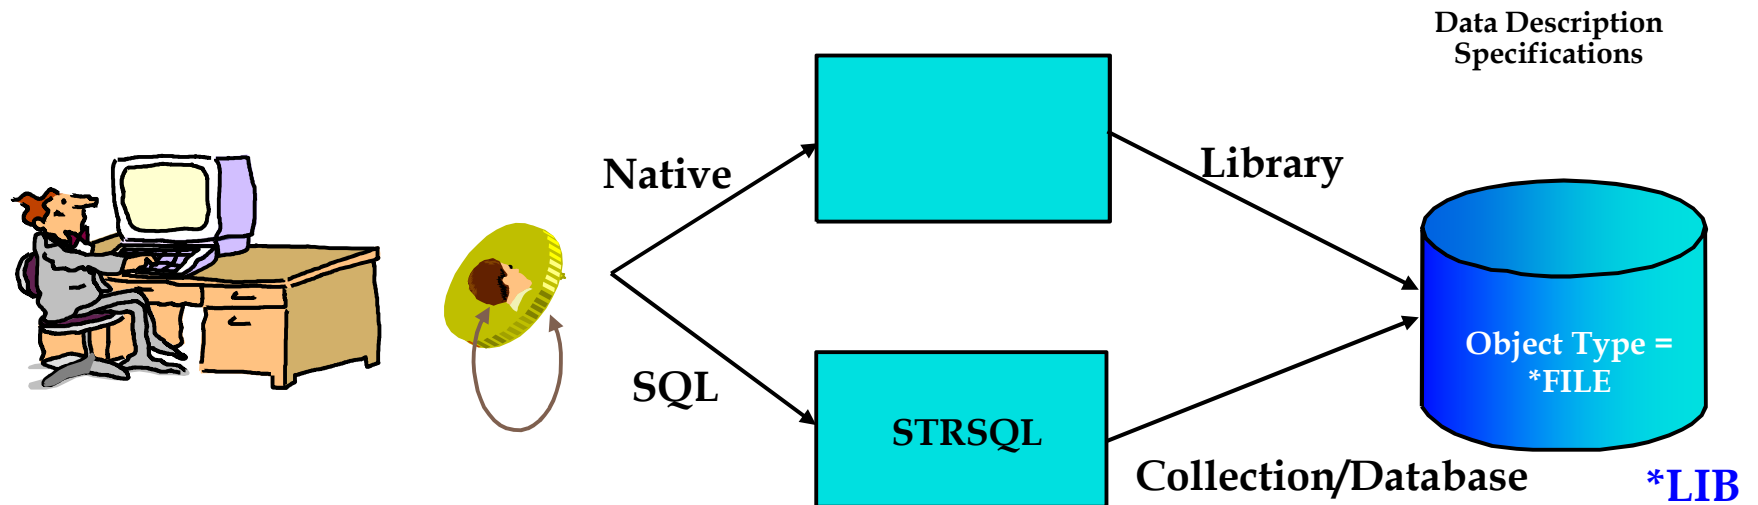 Data Description
Specifications
Native
Library
Object Type =
*FILE
SQL
STRSQL
Collection/Database
*LIB